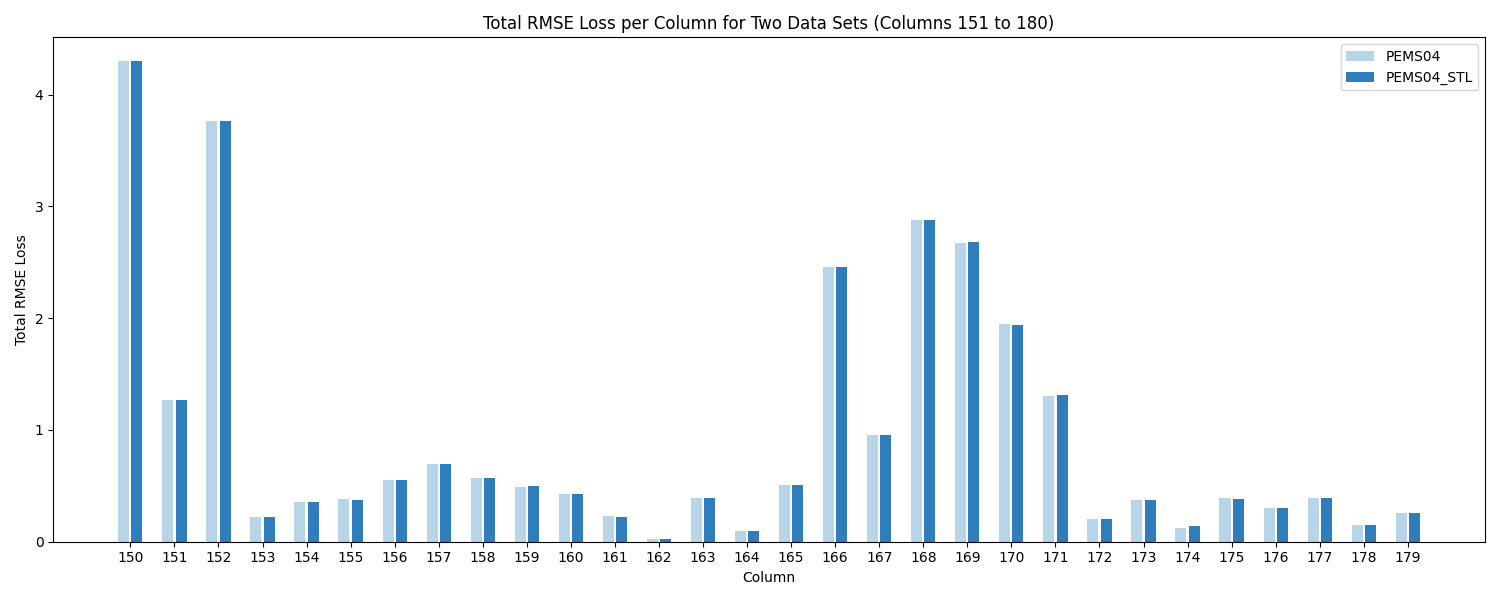 Total RMSE Loss per Column for Two Data Sets (Columns 151 to 180)
PEMS04
PEMS04_STL
Total RMSE Loss
4
3
2
1
0
150 151 152 153 154 155 156 157 158 159 160 161 162 163 164 165 166 167 168 169 170 171 172 173 174 175 176 177 178 179
Column